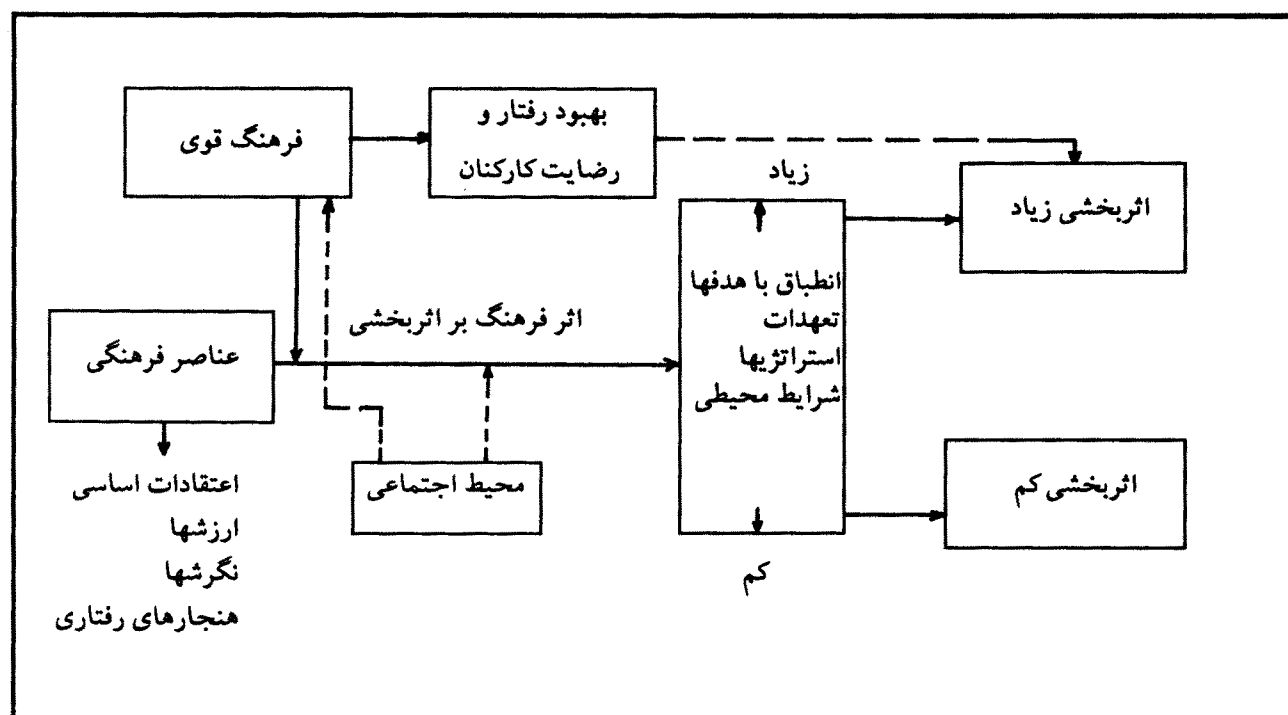 فرهنگ قوی
بهبود رفتار و
رضایت کارکنان
زیاد
اثربخشی زیاد
انطباق با هدفها
تعهدات
استراتژیها
شرایط محیطی
اثر فرهنگ بر اثربخشی
عناصر فرهنگی
محیط اجتماعی
اثربخشی کم
کم
اعتقادات اساسی
ارزشها
نگرشها
هنجارهای رفتاری